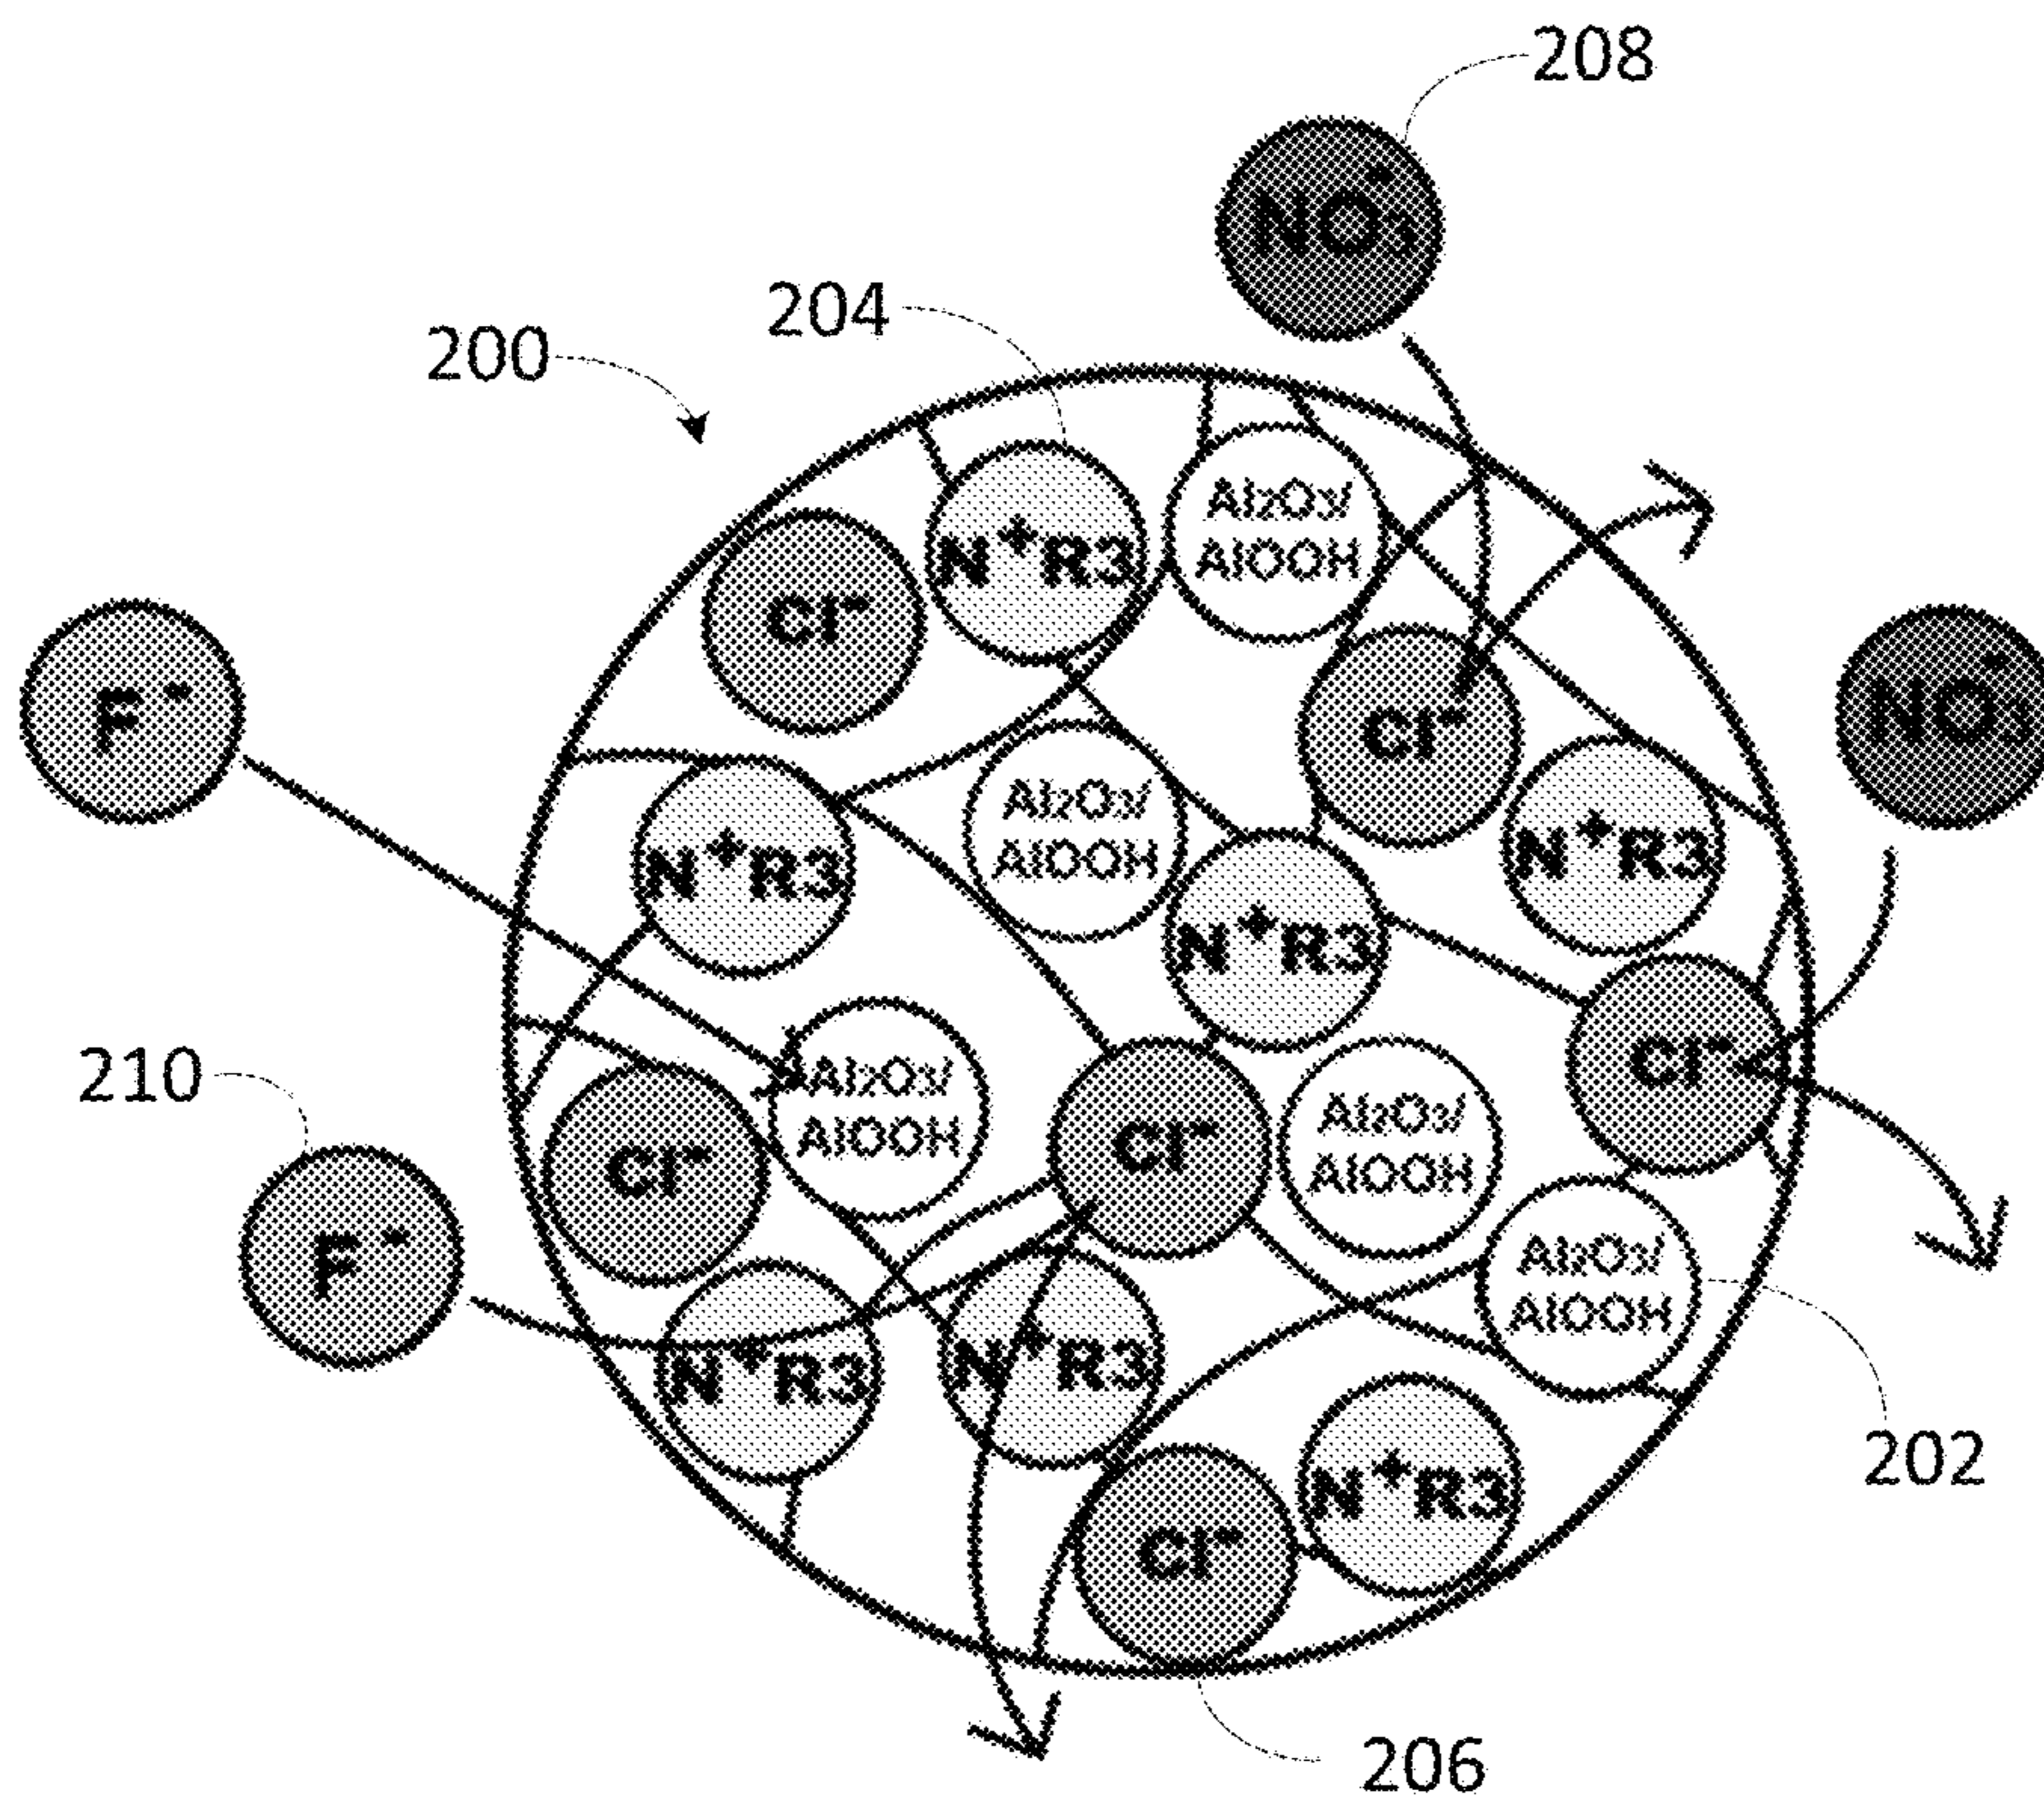 208
NO3-
204
200
Al2O3/
AlOOH
N+R3
Cl-
F-
NO3-
Cl-
Al2O3/
AlOOH
N+R3
N+R3
N+R3
Cl-
Al2O3/
AlOOH
210
Al2O3/
AlOOH
Cl-
Cl-
F-
Al2O3/
AlOOH
N+R3
N+R3
202
N+R3
Cl-
206